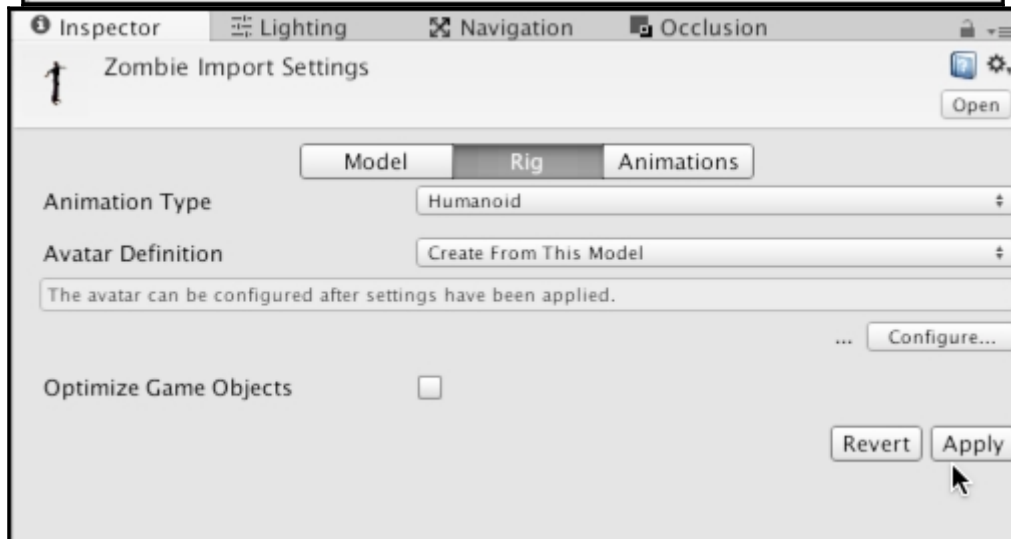 Inspector Lighting Navigation Occlusion
Zombie Import Settings
Open
Model Rig Animations
Animation Type Humanoid
Avatar Definition Create From This Model
The avatar can be configured after settings have been applied.
... Configure...
Optimize Game Objects
Revert Apply